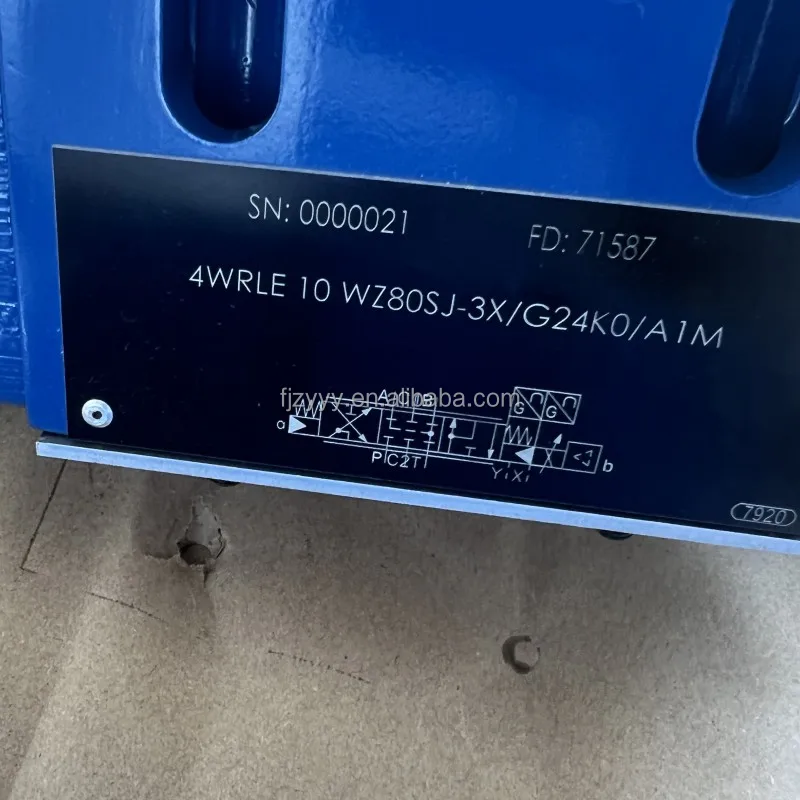 SN: 0000021
FD: 71587
4WRLE 10 WZ80SJ-3X/G24K0/A1M
fjzyyy.en.alibaba.com
A B
G G
a
b
P C2 T
Y X
7920